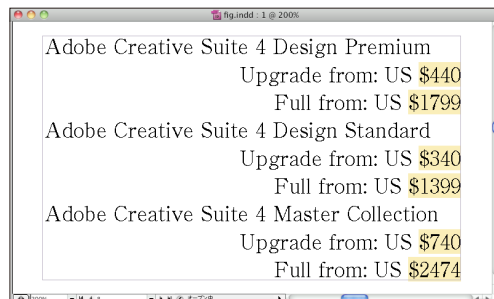 fig.indd : 1 @ 200%
Adobe Creative Suite 4 Design Premium
Upgrade from: US $440
Full from: US $1799
Adobe Creative Suite 4 Design Standard
Upgrade from: US $340
Full from: US $1399
Adobe Creative Suite 4 Master Collection
Upgrade from: US $740
Full from: US $2474